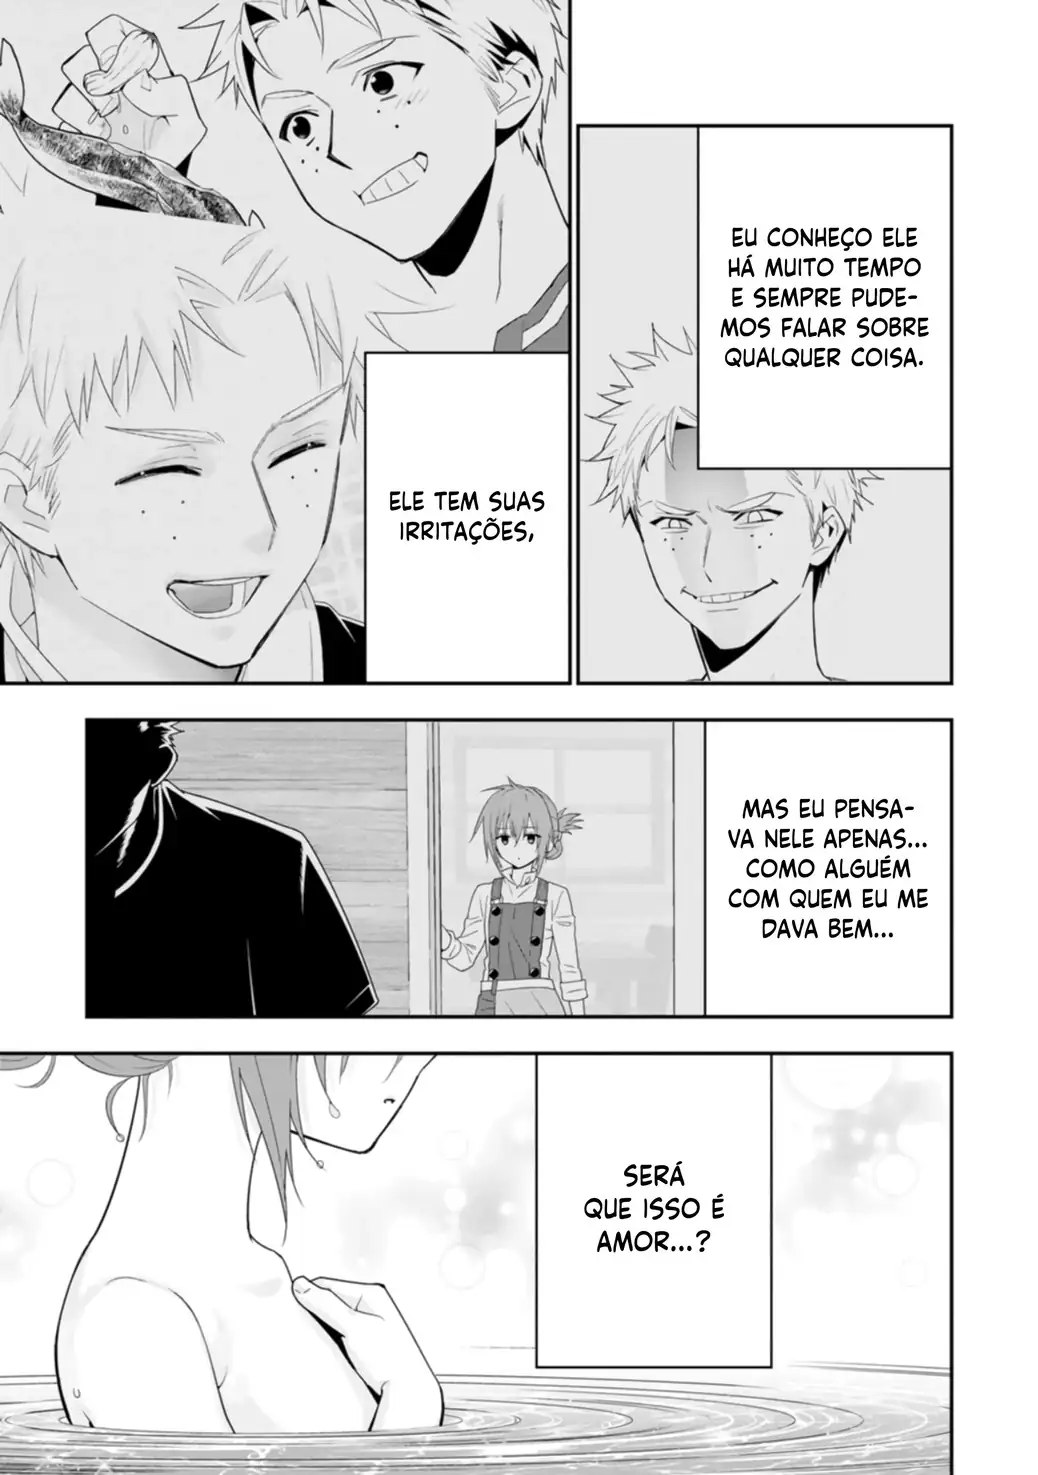 EU CONHEÇO ELE
HÁ MUITO TEMPO
E SEMPRE PUDE-
MOS FALAR SOBRE
QUALQUER COISA.
ELE TEM SUAS
IRRITAÇÕES,
MAS EU PENSA-
VA NELE APENAS...
COMO ALGUÉM
COM QUEM EU ME
DAVA BEM...
SERÁ
QUE ISSO É
AMOR...?